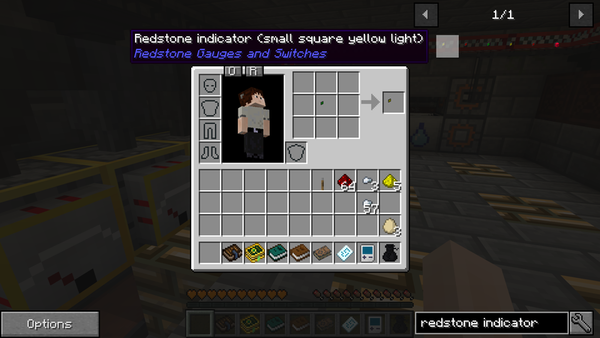 1/1
Redstone indicator (small square yellow light)
Redstone Gauges and Switches
O R
64
3
5
57
3
Options
redstone indicator